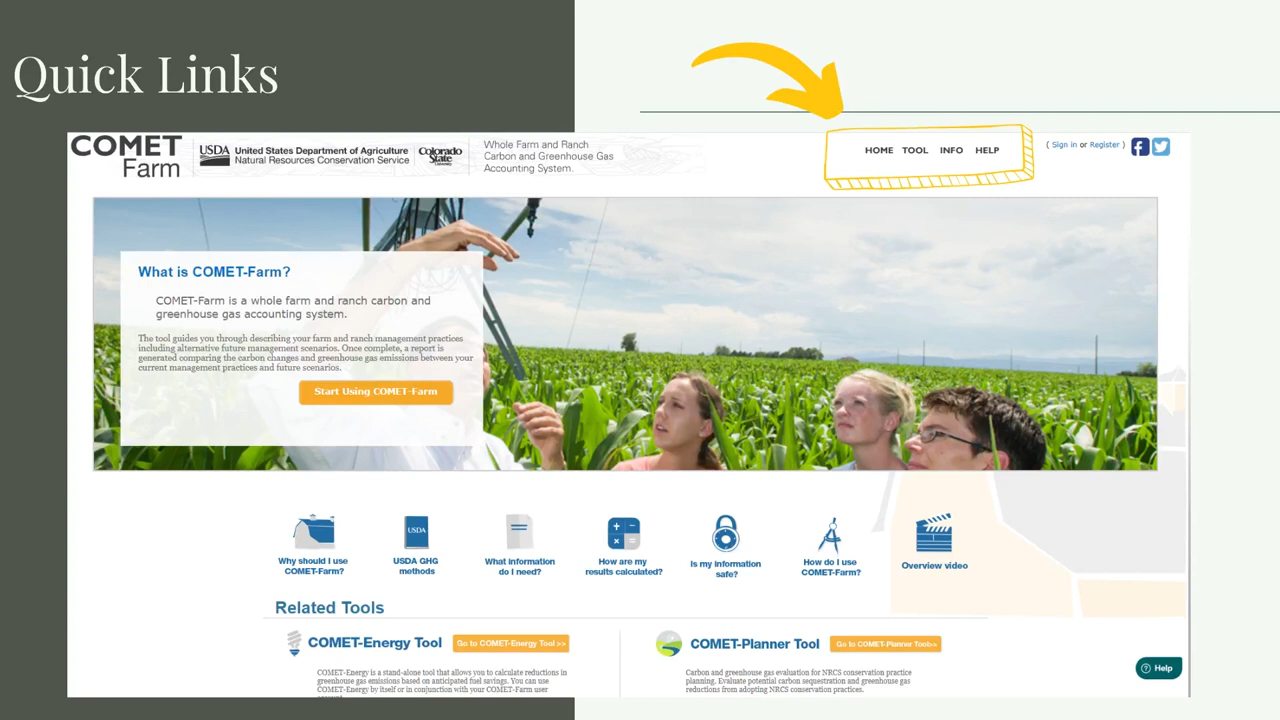 Quick Links
COMET
Farm
USDA
United States Department of Agriculture
Natural Resources Conservation Service
Colorado
State
University
Whole Farm and Ranch
Carbon and Greenhouse Gas
Accounting System.
HOME TOOL INFO HELP
( Sign in or Register )
What is COMET-Farm?
COMET-Farm is a whole farm and ranch carbon and
greenhouse gas accounting system.
The tool guides you through describing your farm and ranch management practices
including alternative future management scenarios. Once complete, a report is
generated comparing the carbon changes and greenhouse gas emissions between your
current management practices and future scenarios.
Start Using COMET-Farm
Why should I use
COMET-Farm?
USDA
USDA GHG
methods
What information
do I need?
How are my
results calculated?
Is my information
safe?
How do I use
COMET-Farm?
Overview video
Related Tools
COMET-Energy Tool
Go to COMET-Energy Tool >>
COMET-Energy is a stand-alone tool that allows you to calculate reductions in
greenhouse gas emissions based on anticipated fuel savings. You can use
COMET-Energy by itself or in conjunction with your COMET-Farm user
COMET-Planner Tool
Go to COMET-Planner Tool>>
Carbon and greenhouse gas evaluation for NRCS conservation practice
planning. Evaluate potential carbon sequestration and greenhouse gas
reductions from adopting NRCS conservation practices.
Help